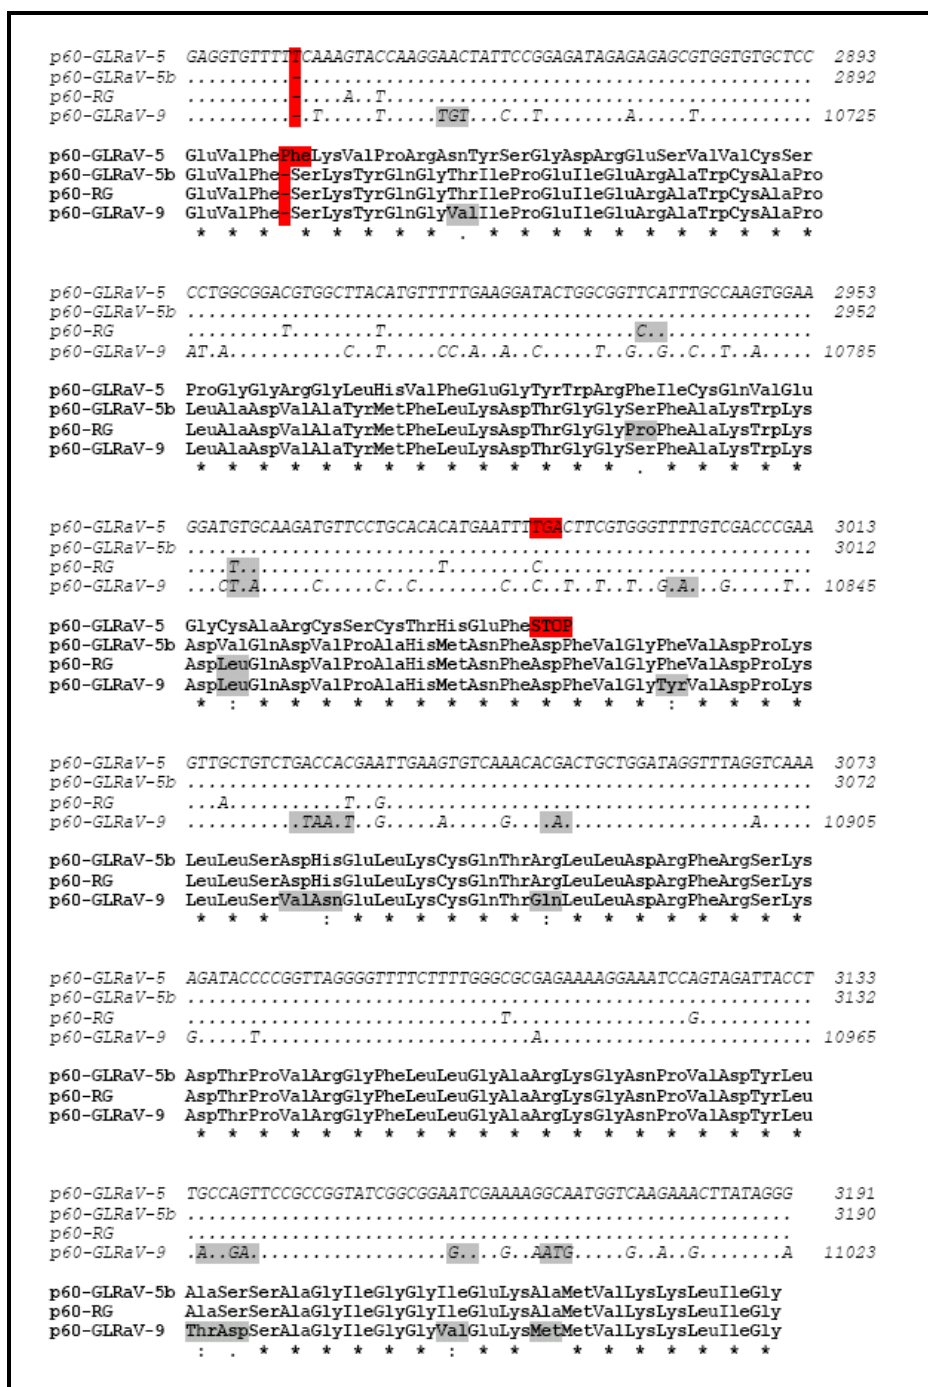 p60-GLRaV-5 GAGGTGTTTTTCAAAGTACCAAGGAACTATTCCGGAGATAGAGAGAGCGTGGTGTGCTCC 2893
p60-GLRaV-5b ..........-................................................. 2892
p60-RG ..........-....A..T.........................................
p60-GLRaV-9 ..........-.T.....T.....TGT...C..T........A.....T........... 10725
p60-GLRaV-5 GluValPhePheLysValProArgAsnTyrSerGlyAspArgGluSerValValCysSer
p60-GLRaV-5b GluValPhe-SerLysTyrGlnGlyThrIleProGluIleGluArgAlaTrpCysAlaPro
p60-RG GluValPhe-SerLysTyrGlnGlyThrIleProGluIleGluArgAlaTrpCysAlaPro
p60-GLRaV-9 GluValPhe-SerLysTyrGlnGlyValIleProGluIleGluArgAlaTrpCysAlaPro
* * * * * * * * . * * * * * * * * * * *
p60-GLRaV-5 CCTGGCGGACGTGGCTTACATGTTTTTGAAGGATACTGGCGGTTCATTTGCCAAGTGGAA 2953
p60-GLRaV-5b ............................................................ 2952
p60-RG .........T........T........................C................
p60-GLRaV-9 AT.A...........C..T.....CC.A..A..C.....T..G..G..C..T..A..... 10785
p60-GLRaV-5 ProGlyGlyArgGlyLeuHisValPheGluGlyTyrTrpArgPheIleCysGlnValGlu
p60-GLRaV-5b LeuAlaAspValAlaTyrMetPheLeuLysAspThrGlyGlySerPheAlaLysTrpLys
p60-RG LeuAlaAspValAlaTyrMetPheLeuLysAspThrGlyGlyProPheAlaLysTrpLys
p60-GLRaV-9 LeuAlaAspValAlaTyrMetPheLeuLysAspThrGlyGlySerPheAlaLysTrpLys
* * * * * * * * * * * * * * . * * * * *
p60-GLRaV-5 GGATGTGCAAGATGTTCCTGCACACATGAATTTTGACTTCGTGGGTTTTGTCGACCCGAA 3013
p60-GLRaV-5b ............................................................ 3012
p60-RG ....T...................T........C..........................
p60-GLRaV-9 ...CT.A.....C.....C..C........C..C..T..T..T..G.A...G.....T.. 10845
p60-GLRaV-5 GlyCysAlaArgCysSerCysThrHisGluPheSTOP
p60-GLRaV-5b AspValGlnAspValProAlaHisMetAsnPheAspPheValGlyPheValAspProLys
p60-RG AspLeuGlnAspValProAlaHisMetAsnPheAspPheValGlyPheValAspProLys
p60-GLRaV-9 AspLeuGlnAspValProAlaHisMetAsnPheAspPheValGlyTyrValAspProLys
* : * * * * * * * * * * * * * : * * * *
p60-GLRaV-5 GTTGCTGTCTGACCACGAATTGAAGTGTCAAACACGACTGCTGGATAGGTTTAGGTCAAA 3073
p60-GLRaV-5b ............................................................ 3072
p60-RG ...A...........T..G.........................................
p60-GLRaV-9 ...........TAA.T..G.....A.....G....A..................A..... 10905
p60-GLRaV-5b LeuLeuSerAspHisGluLeuLysCysGlnThrArgLeuLeuAspArgPheArgSerLys
p60-RG LeuLeuSerAspHisGluLeuLysCysGlnThrArgLeuLeuAspArgPheArgSerLys
p60-GLRaV-9 LeuLeuSerValAsnGluLeuLysCysGlnThrGlnLeuLeuAspArgPheArgSerLys
* * * : * * * * * * : * * * * * * * *
p60-GLRaV-5 AGATACCCCGGTTAGGGGTTTTCTTTTGGGCGCGAGAAAAGGAAATCCAGTAGATTACCT 3133
p60-GLRaV-5b ............................................................ 3132
p60-RG ..............................T.................G...........
p60-GLRaV-9 G.....T..........................A.......................... 10965
p60-GLRaV-5b AspThrProValArgGlyPheLeuLeuGlyAlaArgLysGlyAsnProValAspTyrLeu
p60-RG AspThrProValArgGlyPheLeuLeuGlyAlaArgLysGlyAsnProValAspTyrLeu
p60-GLRaV-9 AspThrProValArgGlyPheLeuLeuGlyAlaArgLysGlyAsnProValAspTyrLeu
* * * * * * * * * * * * * * * * * * * *
p60-GLRaV-5 TGCCAGTTCCGCCGGTATCGGCGGAATCGAAAAGGCAATGGTCAAGAAACTTATAGGG 3191
p60-GLRaV-5b .......................................................... 3190
p60-RG ..........................................................
p60-GLRaV-9 .A..GA...................G....G..AATG.....G..A..G........A 11023
p60-GLRaV-5b AlaSerSerAlaGlyIleGlyGlyIleGluLysAlaMetValLysLysLeuIleGly
p60-RG AlaSerSerAlaGlyIleGlyGlyIleGluLysAlaMetValLysLysLeuIleGly
p60-GLRaV-9 ThrAspSerAlaGlyIleGlyGlyValGluLysMetMetValLysLysLeuIleGly
: . * * * * * * : * * * * * * * * *